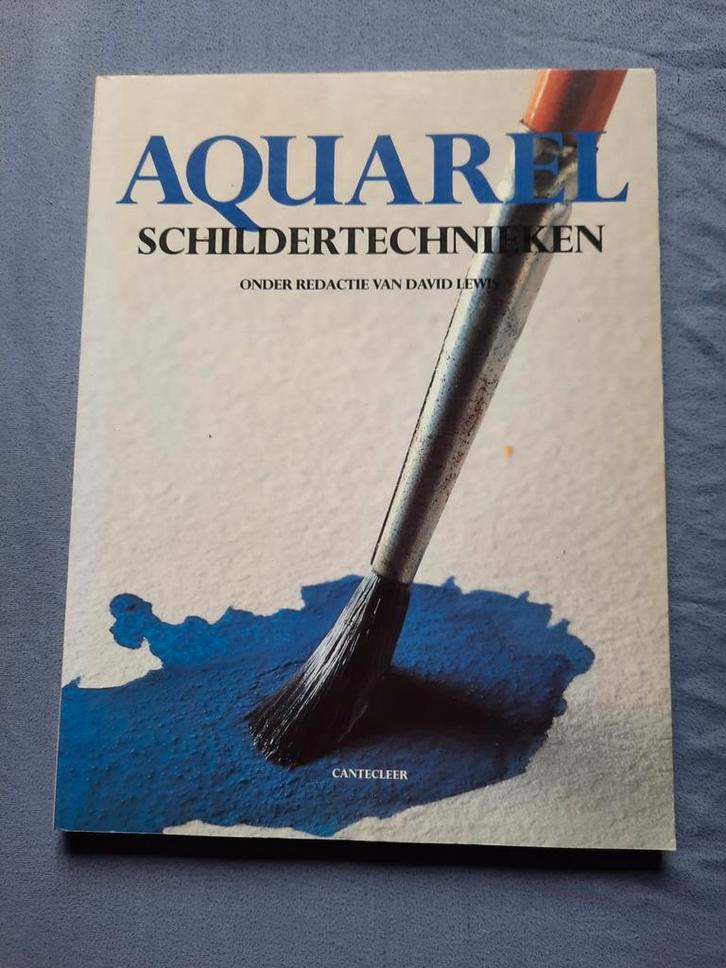 AQUAREL
SCHILDERTECHNIEKEN
ONDER REDACTIE VAN DAVID LEWIS
CANTECLEER